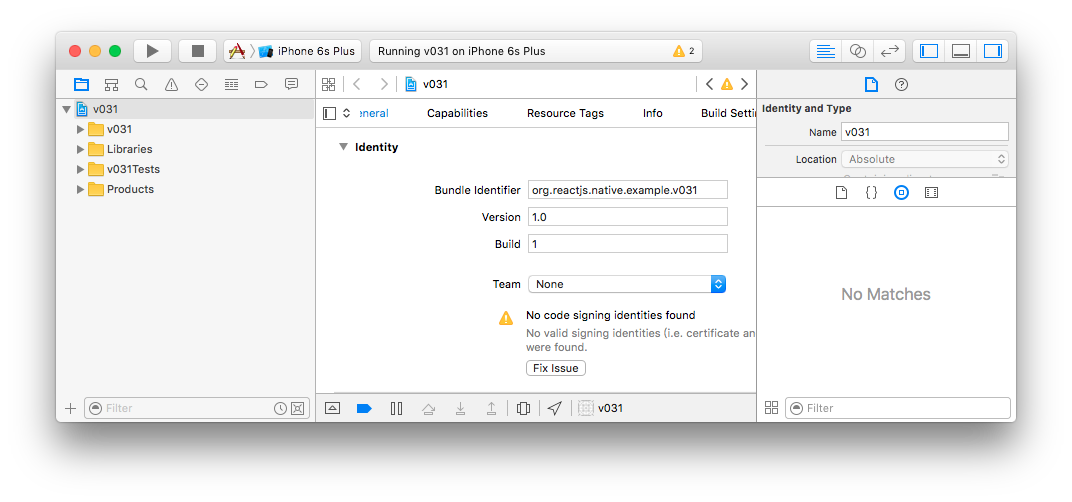 iPhone 6s Plus
Running v031 on iPhone 6s Plus
2
v031
v031
Libraries
v031Tests
Products
Filter
v031
eneral
Capabilities
Resource Tags
Info
Build Setti
Identity
Bundle Identifier
org.reactjs.native.example.v031
Version
1.0
Build
1
Team
None
No code signing identities found
No valid signing identities (i.e. certificate an
were found.
Fix Issue
v031
Identity and Type
Name
v031
Location
Absolute
No Matches
Filter